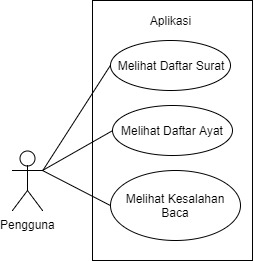 Aplikasi
Melihat Daftar Surat
Melihat Daftar Ayat
Melihat Kesalahan
Baca
Pengguna